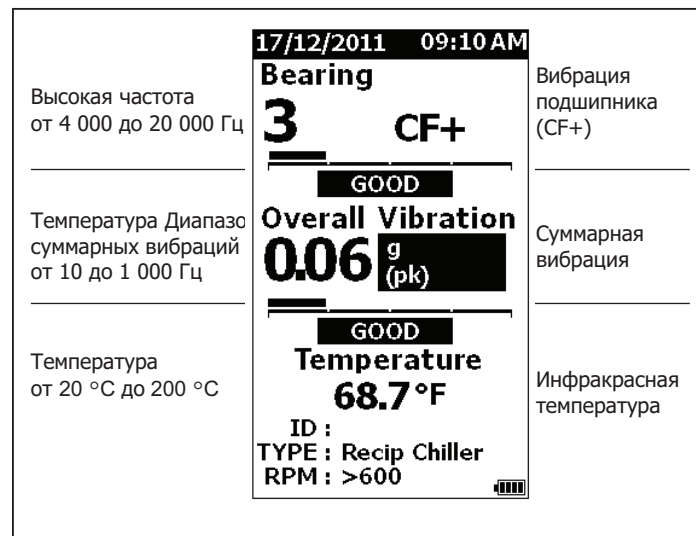 17/12/2011 09:10 AM
Bearing
3 CF+
GOOD
Overall Vibration
0.06 g
(pk)
GOOD
Temperature
68.7°F
ID :
TYPE : Recip Chiller
RPM : >600
Высокая частота
от 4 000 до 20 000 Гц
Температура Диапазо
суммарных вибраций
от 10 до 1 000 Гц
Температура
от 20 °C до 200 °C
Вибрация
подшипника
(CF+)
Суммарная
вибрация
Инфракрасная
температура